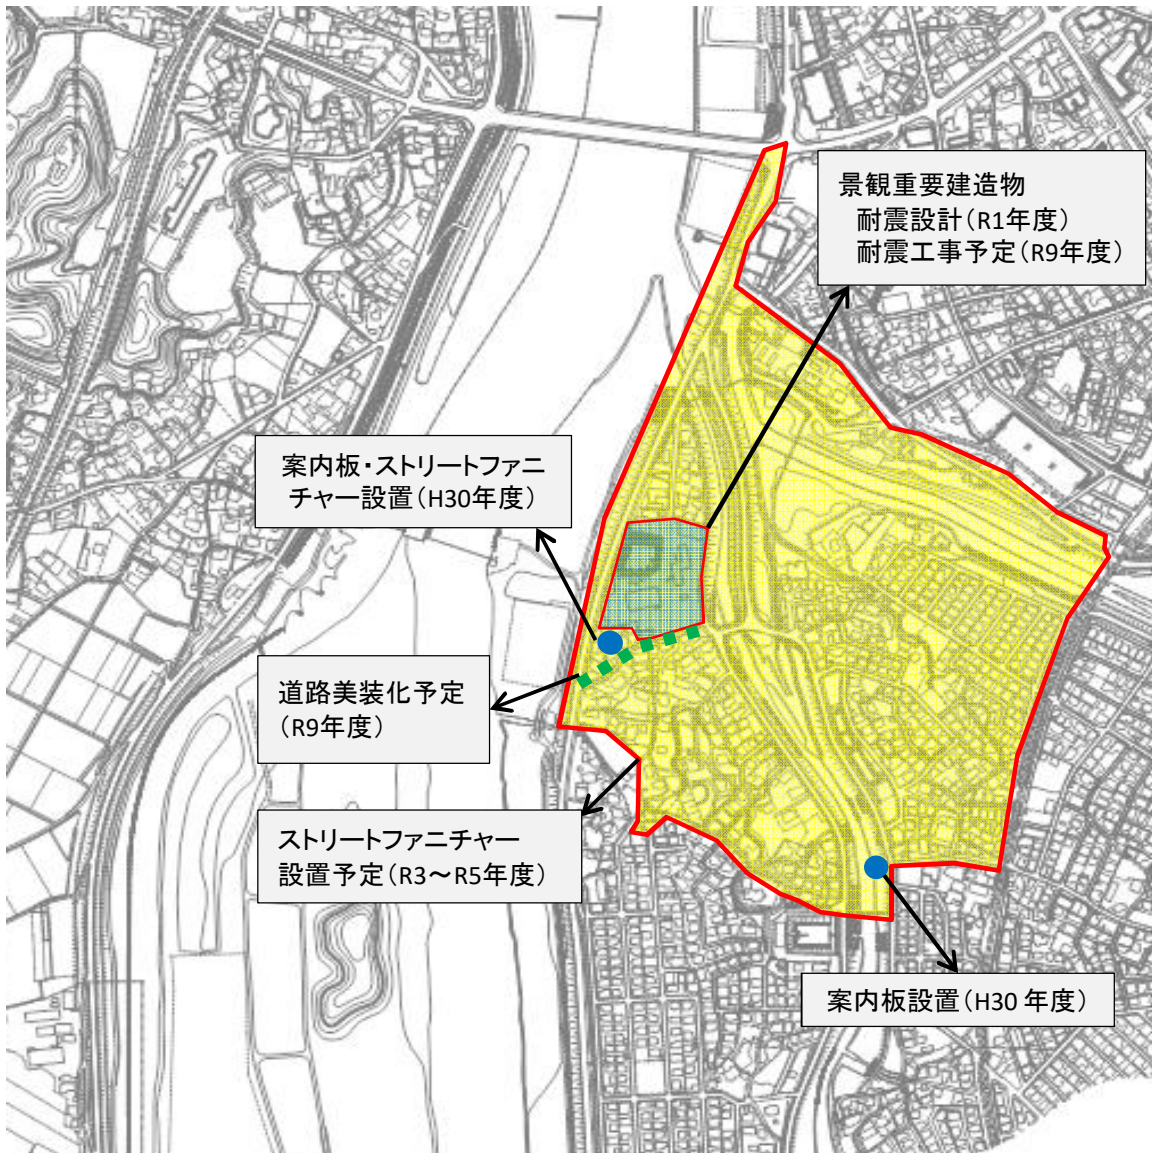 景観重要建造物
耐震設計(R1年度)
耐震工事予定(R9年度)
案内板・ストリートファニ
チャー設置(H30年度)
道路美装化予定
(R9年度)
ストリートファニチャー
設置予定(R3～R5年度)
案内板設置(H30 年度)